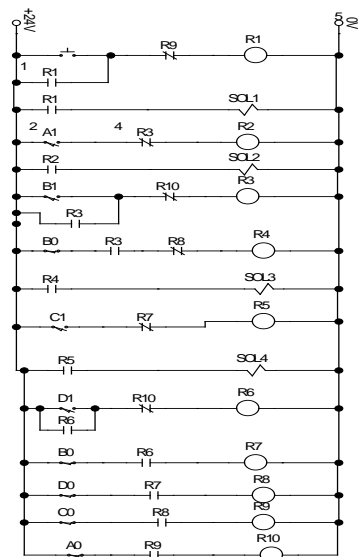 +24V 5 0V
1 R9 R1
R1
R1 SOL1
2 A1 4 R3 R2
R2 SOL2
B1 R10 R3
R3
B0 R3 R8 R4
R4 SOL3
C1 R7 R5
R5 SOL4
D1 R10 R6
R6
B0 R6 R7
D0 R7 R8
C0 R8 R9
A0 R9 R10